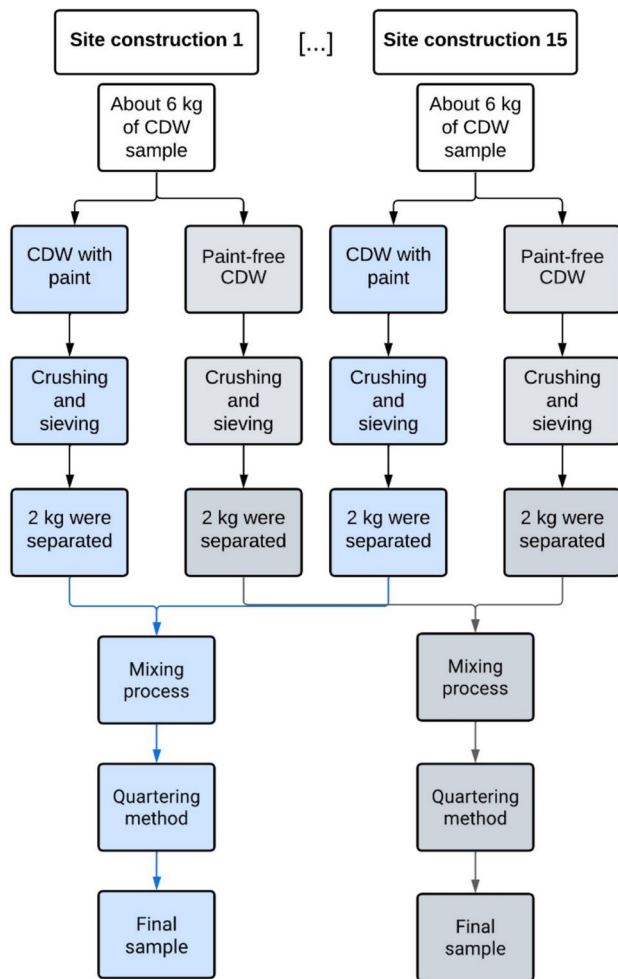 Site construction 1
[...]
Site construction 15
About 6 kg
of CDW
sample
About 6 kg
of CDW
sample
CDW with
paint
Paint-free
CDW
CDW with
paint
Paint-free
CDW
Crushing
and
sieving
Crushing
and
sieving
Crushing
and
sieving
Crushing
and
sieving
2 kg were
separated
2 kg were
separated
2 kg were
separated
2 kg were
separated
Mixing
process
Mixing
process
Quartering
method
Quartering
method
Final
sample
Final
sample